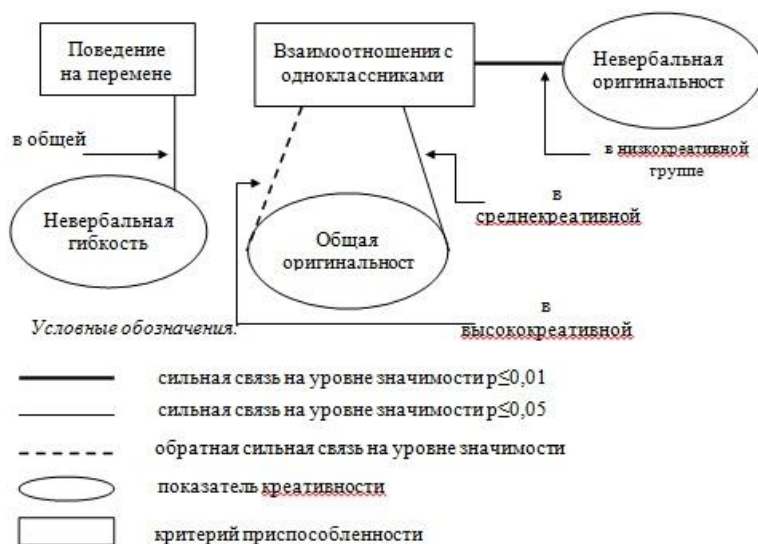 Поведение
на перемене
Взаимоотношения с
одноклассниками
Невербальная
оригинальност
в общей
в низкокреативной
группе
Невербальная
гибкость
Общая
оригинальност
в
среднекреативной
в
высококреативной
Условные обозначения:
сильная связь на уровне значимости p≤0,01
сильная связь на уровне значимости p≤0,05
обратная сильная связь на уровне значимости
показатель креативности
критерий приспособленности